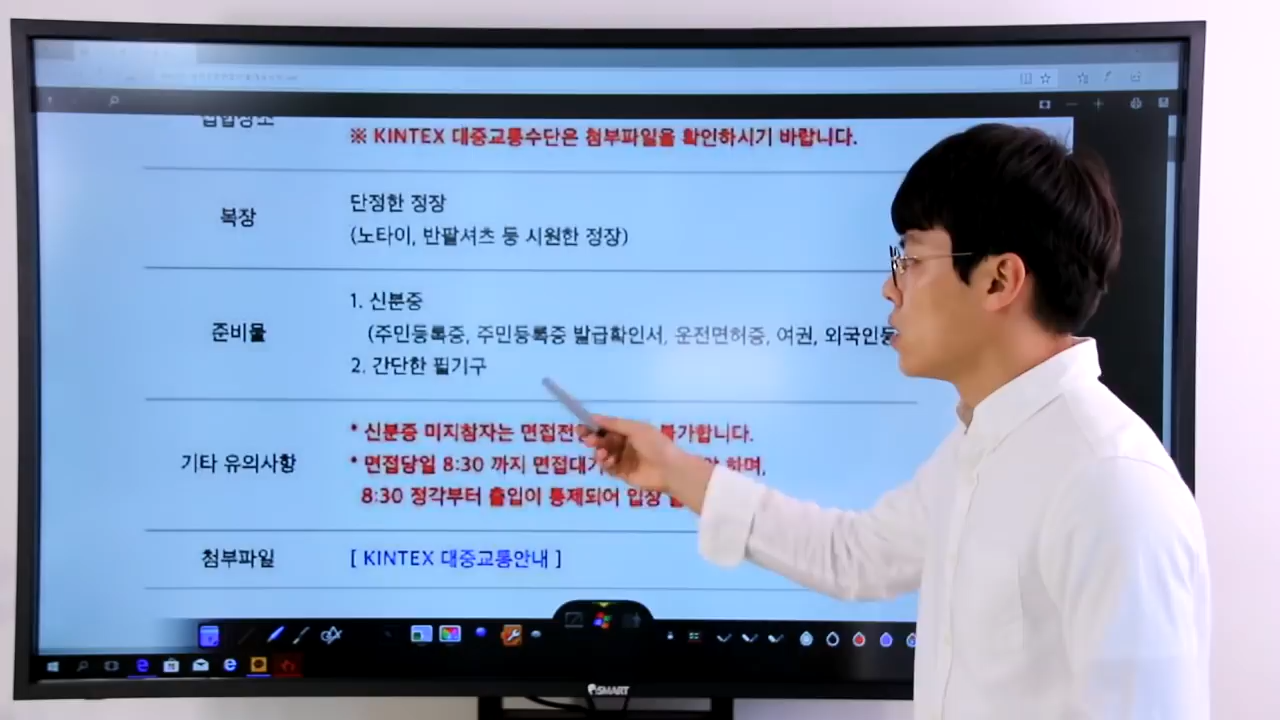 ※ KINTEX 대중교통수단은 첨부파일을 확인하시기 바랍니다.
복장
단정한 정장
(노타이, 반팔셔츠 등 시원한 정장)
준비물
1. 신분증
(주민등록증, 주민등록증 발급확인서, 운전면허증, 여권, 외국인등
2. 간단한 필기구
기타 유의사항
* 신분증 미지참자는 불가합니다.
* 면접당일 8:30 까지 하며,
8:30 정각부터 출입이 통제되어 입장
첨부파일
[ KINTEX 대중교통안내 ]
SMART